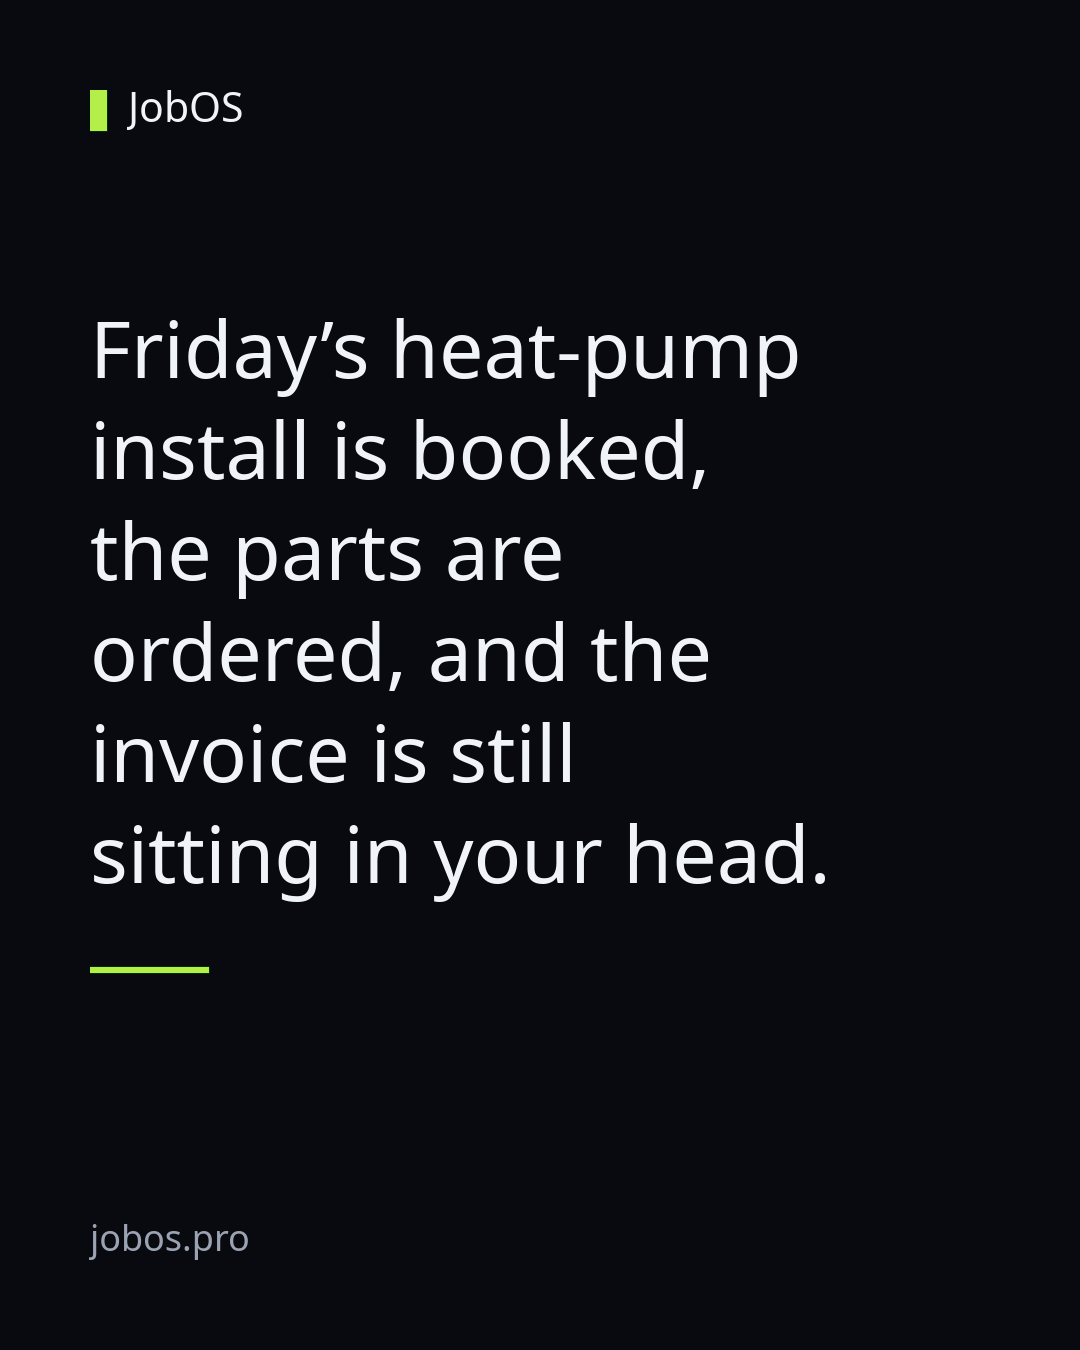 JobOS
Friday’s heat-pump
install is booked,
the parts are
ordered, and the
invoice is still
sitting in your head.
jobos.pro